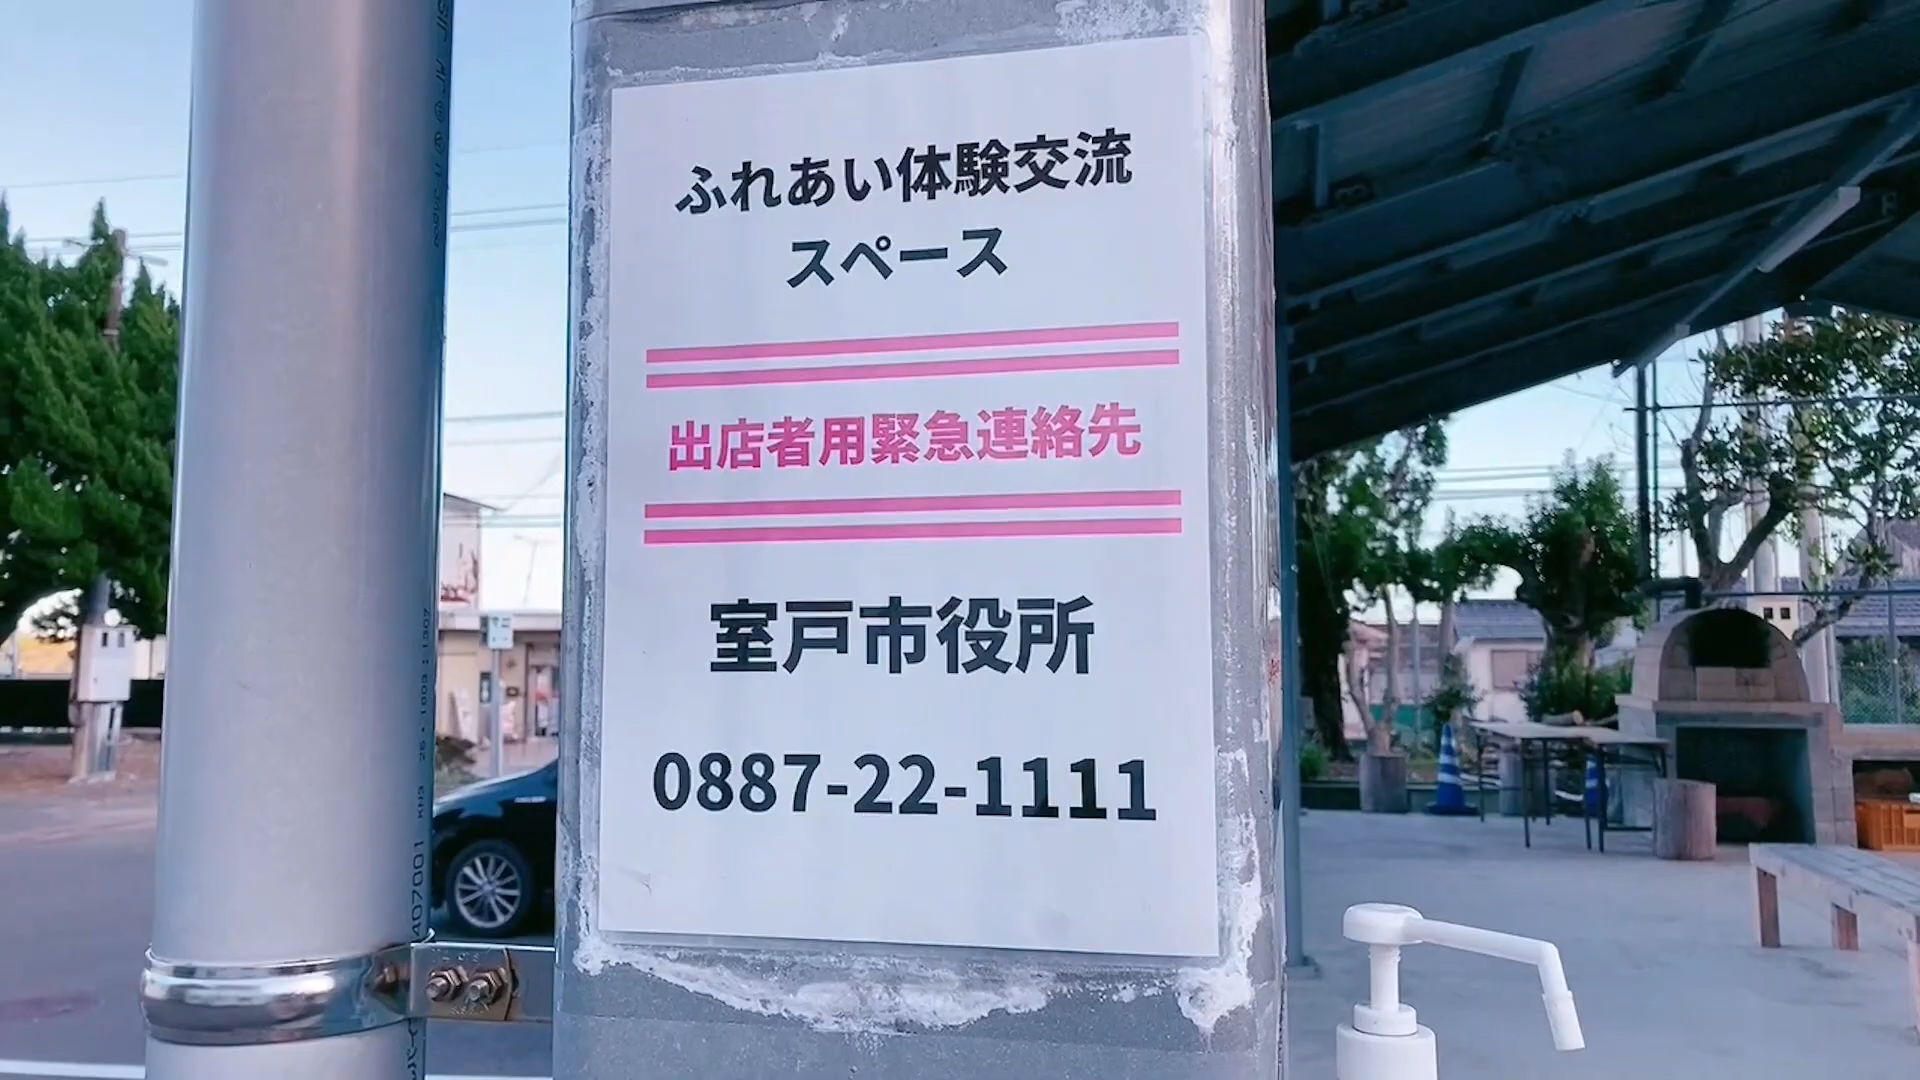 ふれあい体験交流
スペース
出店者用緊急連絡先
室戸市役所
0887-22-1111